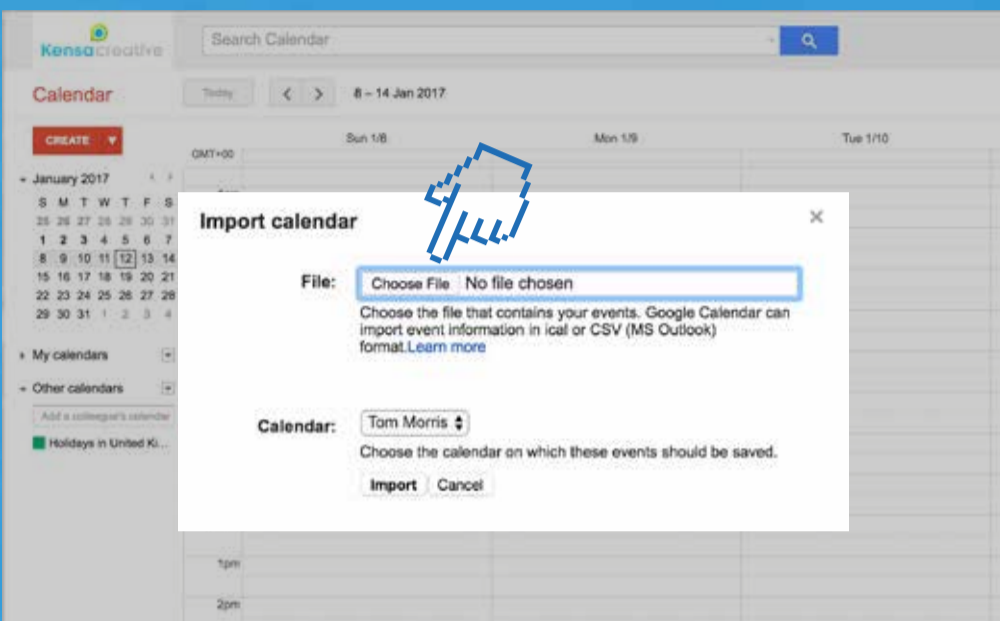 Kensacreative
Search Calendar
Calendar
Today
8 – 14 Jan 2017
CREATE
Sun 1/8
Mon 1/9
Tue 1/10
GMT+00
January 2017
S M T W T F S
25 26 27 28 29 30 31
1 2 3 4 5 6 7
8 9 10 11 12 13 14
15 16 17 18 19 20 21
22 23 24 25 26 27 28
29 30 31 1 2 3 4
My calendars
Other calendars
Add a colleague's calendar
Holidays in United Ki...
Import calendar
File:
Choose File No file chosen
Choose the file that contains your events. Google Calendar can
import event information in ical or CSV (MS Outlook)
format.Learn more
Calendar:
Tom Morris
Choose the calendar on which these events should be saved.
Import Cancel
1pm
2pm